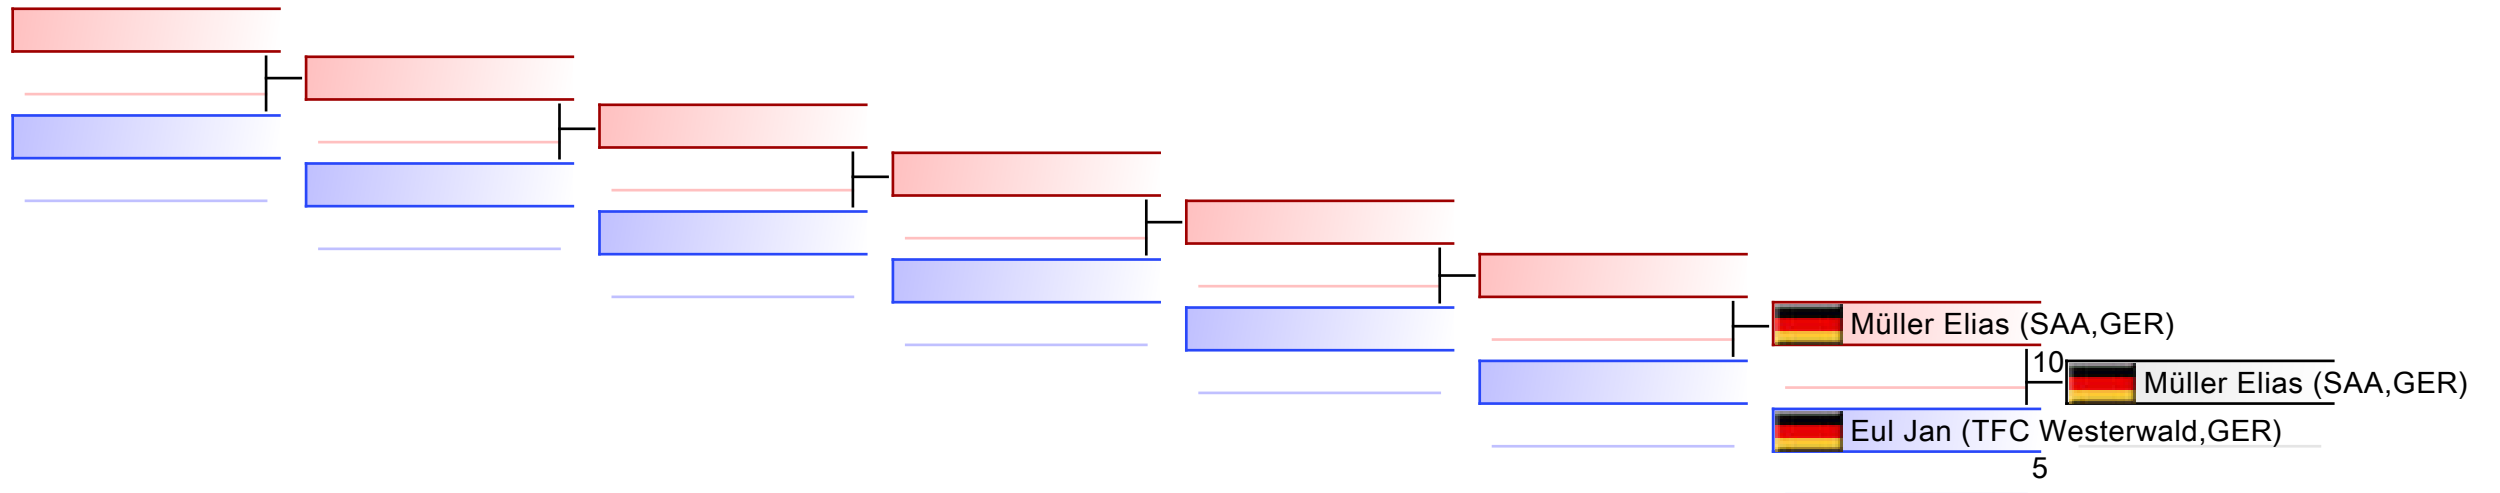 Müller Elias (SAA,GER)
10
Müller Elias (SAA,GER)
Eul Jan (TFC Westerwald,GER)
5